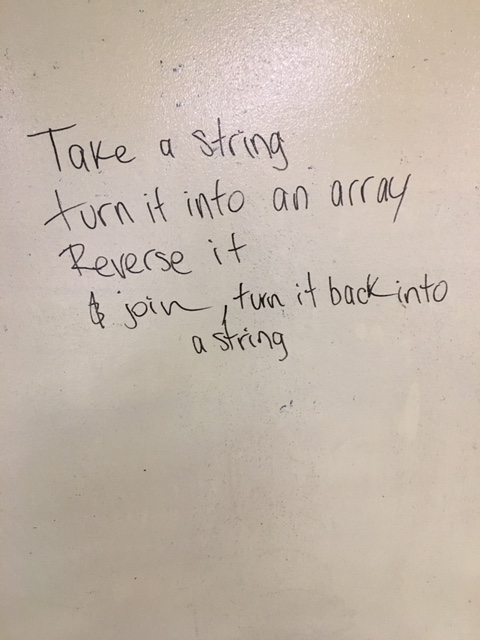 Take a string
turn it into an array
Reverse it
& join, turn it back into
a string